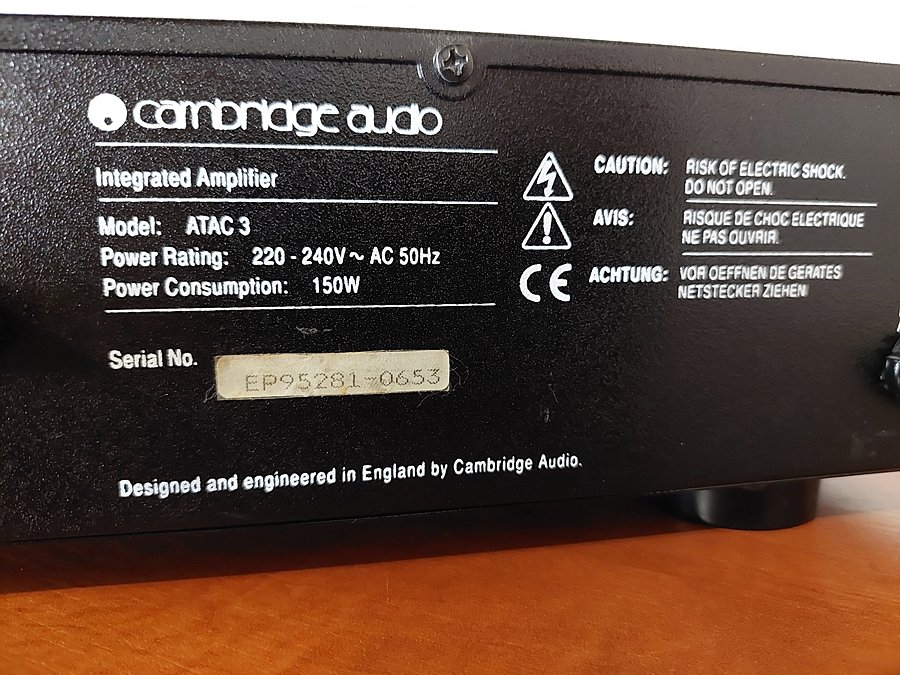 cambridge audio
Integrated Amplifier
Model: ATAC 3
Power Rating: 220 - 240V ~ AC 50Hz
Power Consumption: 150W
Serial No. EP95281-0653
Designed and engineered in England by Cambridge Audio.
CAUTION: RISK OF ELECTRIC SHOCK.
DO NOT OPEN.
AVIS: RISQUE DE CHOC ELECTRIQUE
NE PAS OUVRIR.
CE
ACHTUNG: VOR OEFFNEN DE GERATES
NETSTECKER ZIEHEN